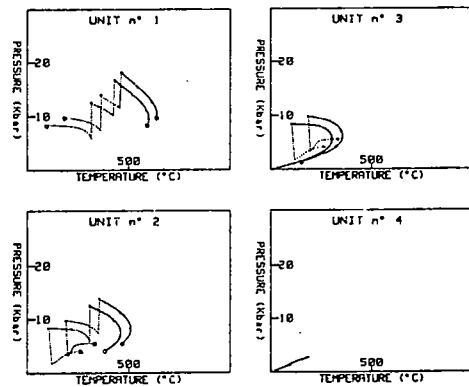 UNIT n° 1
PRESSURE (Kbar)
20
10
500
TEMPERATURE (°C)
UNIT n° 3
PRESSURE (Kbar)
20
10
500
TEMPERATURE (°C)
UNIT n° 2
PRESSURE (Kbar)
20
10
500
TEMPERATURE (°C)
UNIT n° 4
PRESSURE (Kbar)
20
10
500
TEMPERATURE (°C)